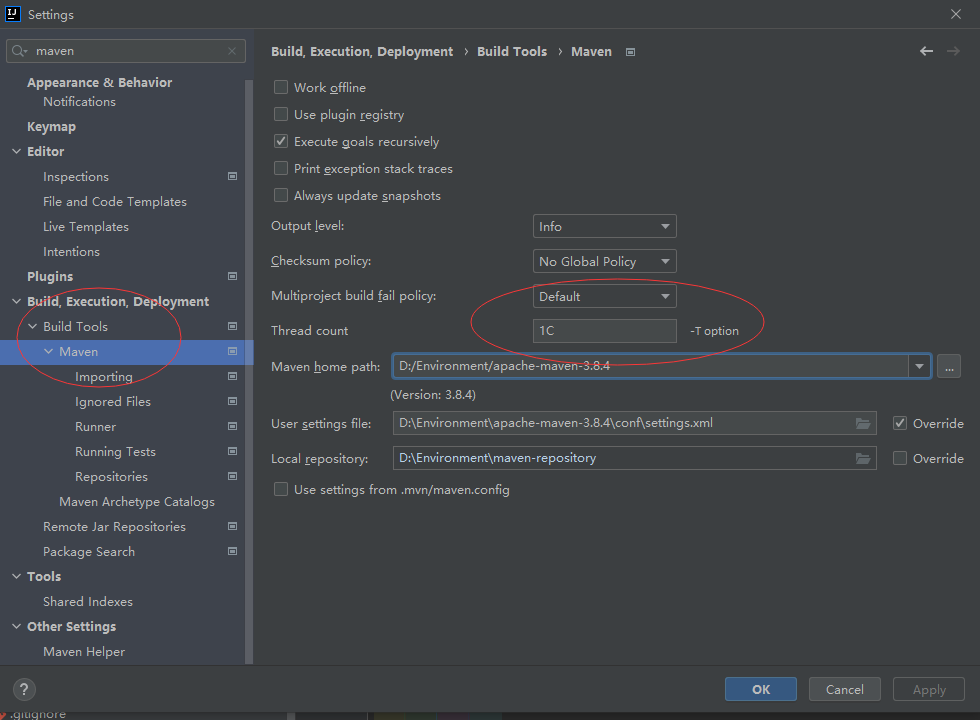 IJ
Settings
maven
Appearance & Behavior
Notifications
Keymap
Editor
Inspections
File and Code Templates
Live Templates
Intentions
Plugins
Build, Execution, Deployment
Build Tools
Maven
Importing
Ignored Files
Runner
Running Tests
Repositories
Maven Archetype Catalogs
Remote Jar Repositories
Package Search
Tools
Shared Indexes
Other Settings
Maven Helper
Build, Execution, Deployment › Build Tools › Maven
Work offline
Use plugin registry
Execute goals recursively
Print exception stack traces
Always update snapshots
Output level: Info
Checksum policy: No Global Policy
Multiproject build fail policy: Default
Thread count 1C -T option
Maven home path: D:/Environment/apache-maven-3.8.4 ...
(Version: 3.8.4)
User settings file: D:\Environment\apache-maven-3.8.4\conf\settings.xml Override
Local repository: D:\Environment\maven-repository Override
Use settings from .mvn/maven.config
? OK Cancel Apply
.gitignore